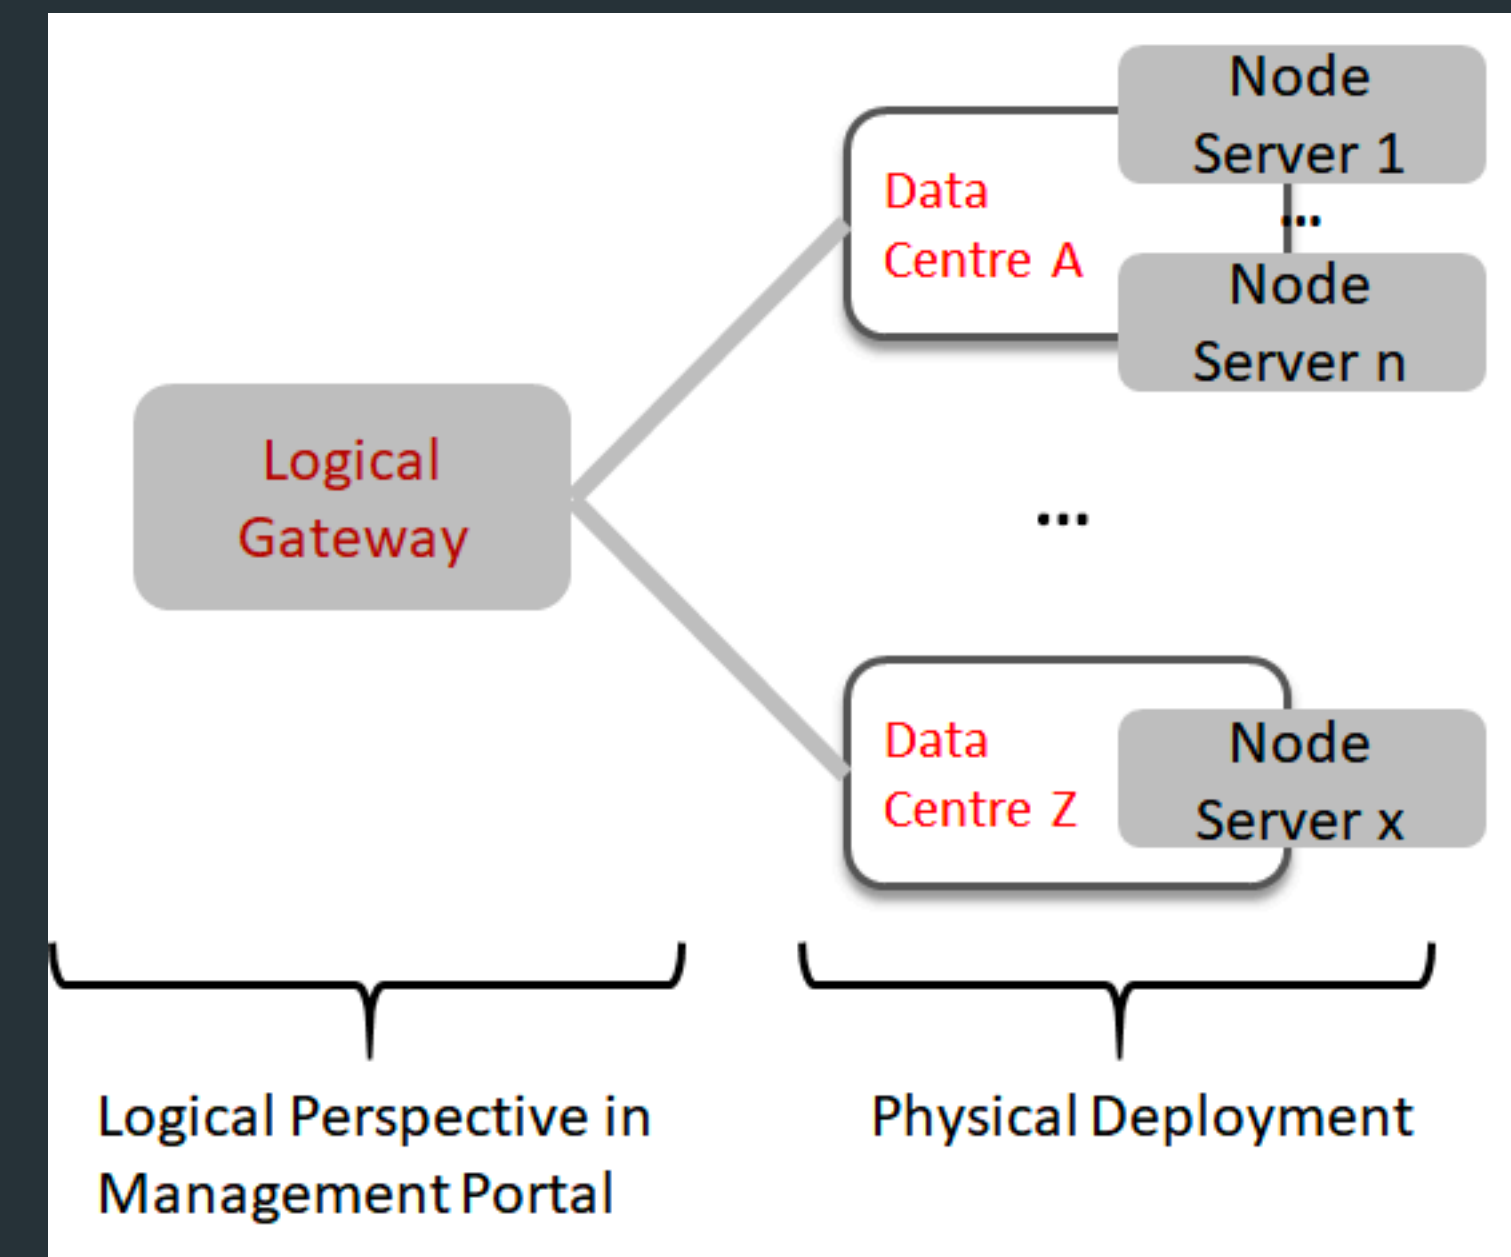 Node
Server 1
...
Data
Centre A
Node
Server n
Logical
Gateway
...
Data
Centre Z
Node
Server x
Logical Perspective in
Management Portal
Physical Deployment